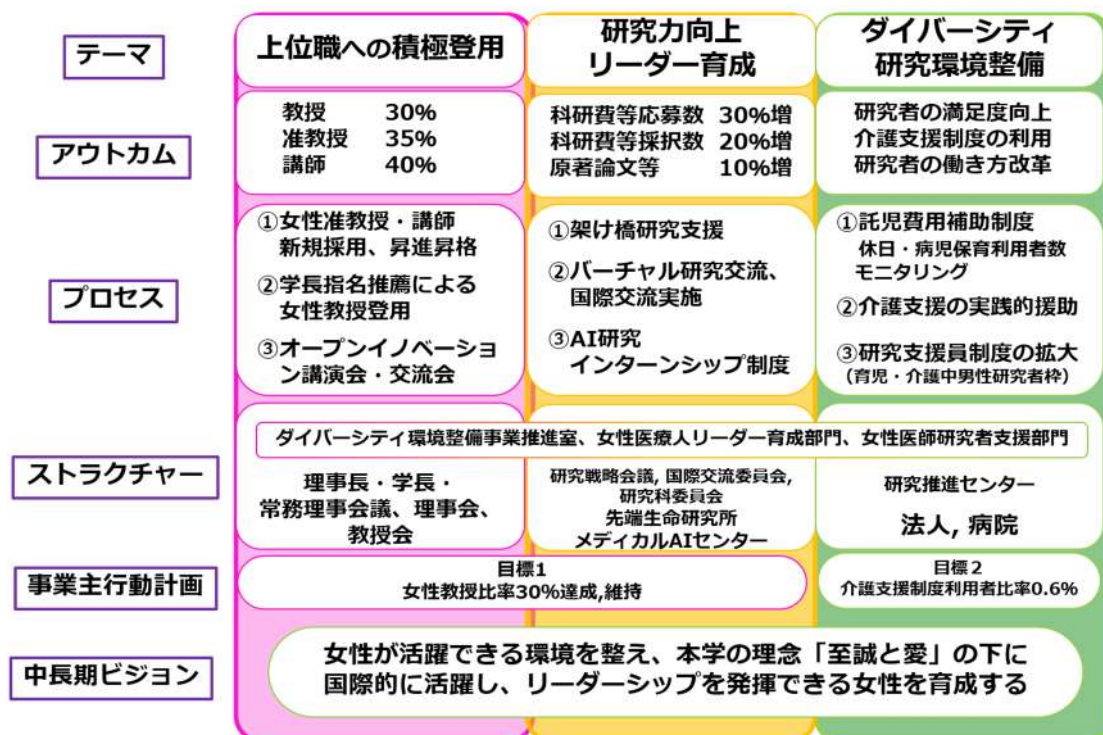 テーマ
上位職への積極登用
研究力向上
リーダー育成
ダイバーシティ
研究環境整備
アウトカム
教授 30%
准教授 35%
講師 40%
科研費等応募数 30%増
科研費等採択数 20%増
原著論文等 10%増
研究者の満足度向上
介護支援制度の利用
研究者の働き方改革
プロセス
①女性准教授・講師
新規採用、昇進昇格
②学長指名推薦による
女性教授登用
③オープンイノベーショ
ン講演会・交流会
①架け橋研究支援
②バーチャル研究交流、
国際交流実施
③AI研究
インターンシップ制度
①託児費用補助制度
休日・病児保育利用者数
モニタリング
②介護支援の実践的援助
③研究支援員制度の拡大
(育児・介護中男性研究者枠)
ストラクチャー
ダイバーシティ環境整備事業推進室、女性医療人リーダー育成部門、女性医師研究者支援部門
理事長・学長・
常務理事会議、理事会、
教授会
研究戦略会議, 国際交流委員会,
研究科委員会
先端生命研究所
メディカルAIセンター
研究推進センター
法人, 病院
事業主行動計画
目標1
女性教授比率30%達成,維持
目標２
介護支援制度利用者比率0.6%
中長期ビジョン
女性が活躍できる環境を整え、本学の理念「至誠と愛」の下に
国際的に活躍し、リーダーシップを発揮できる女性を育成する